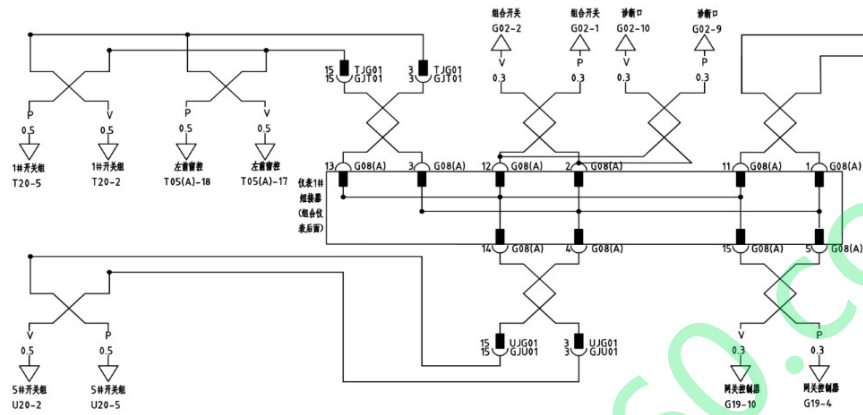 组合开关 组合开关 诊断口 诊断口
G02-2 G02-1 G02-10 G02-9
V P V P
0.3 0.3 0.3 0.3
15 TJG01 3 TJG01
15 GJT01 3 GJT01
P V P V
0.5 0.5 0.5 0.5
1#开关组 1#开关组 左前窗控 左前窗控
T20-5 T20-2 T05(A)-18 T05(A)-17
13 G08(A) 3 G08(A) 12 G08(A) 2 G08(A) 11 G08(A) 1 G08(A)
仪表1#
短接器
(组合仪
表后面)
14 G08(A) 4 G08(A) 15 G08(A) 5 G08(A)
V P V P
0.5 0.5 0.3 0.3
15 UJG01 3 UJG01
15 GJU01 3 GJU01
5#开关组 5#开关组 网关控制器 网关控制器
U20-2 U20-5 G19-10 G19-4